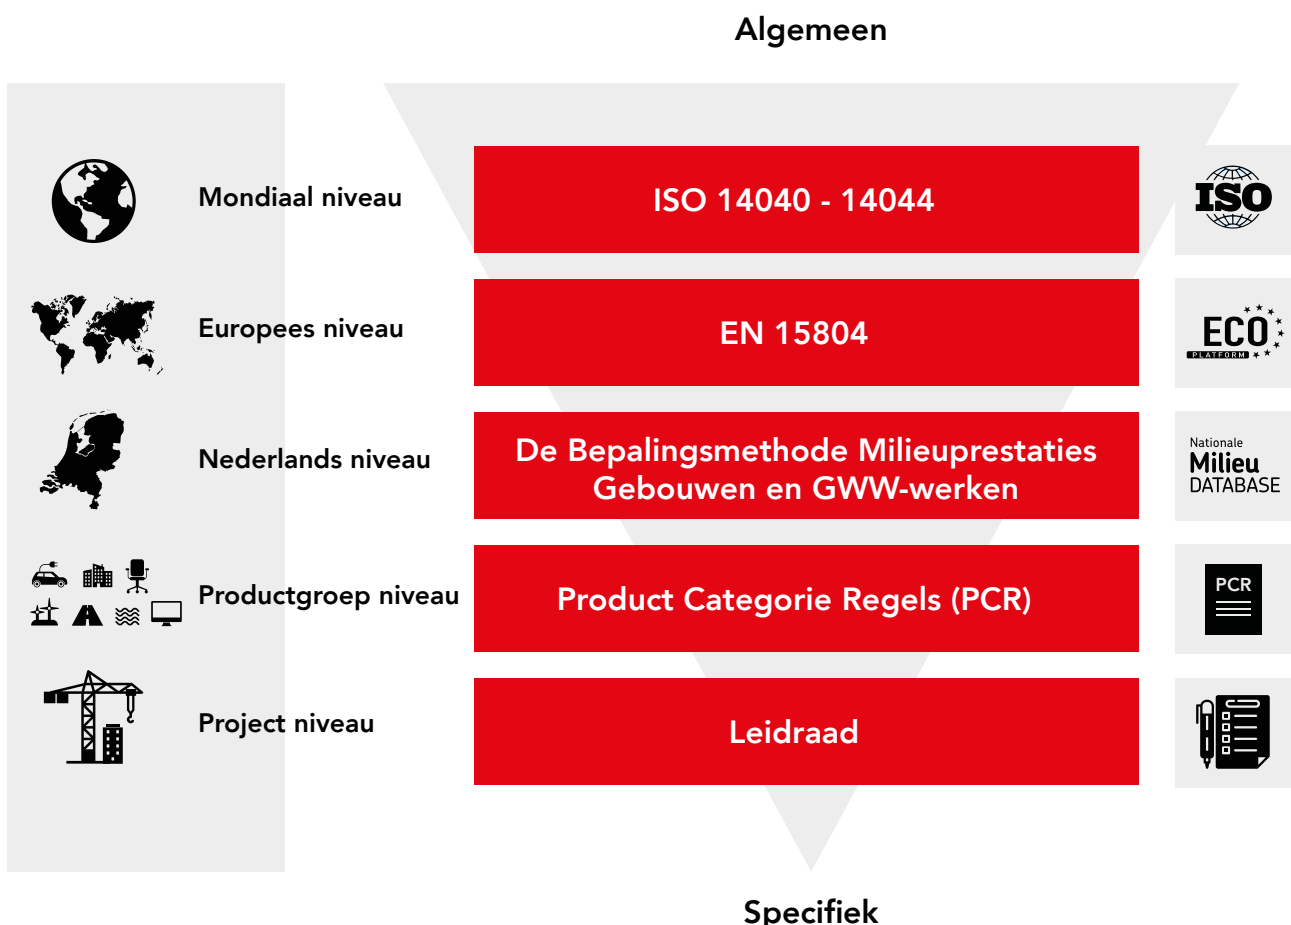 Algemeen
Mondiaal niveau
ISO 14040 - 14044
ISO
Europees niveau
EN 15804
ECO
PLATFORM
Nederlands niveau
De Bepalingsmethode Milieuprestaties
Gebouwen en GWW-werken
Nationale
Milieu
DATABASE
Productgroep niveau
Product Categorie Regels (PCR)
PCR
Project niveau
Leidraad
Specifiek